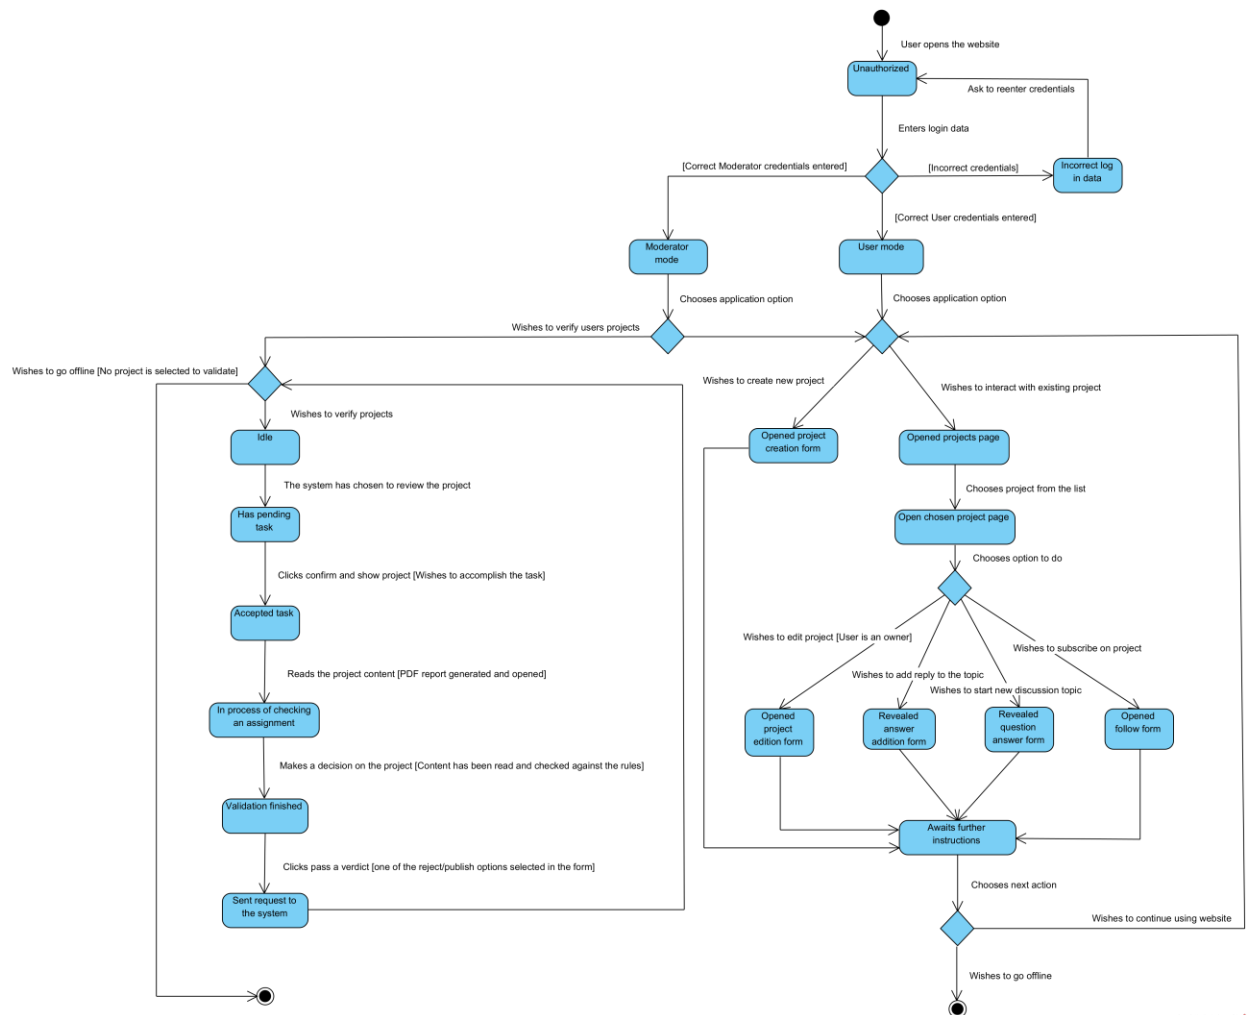 User opens the website
Unauthorized
Ask to reenter credentials
Enters login data
[Correct Moderator credentials entered]
[Incorrect credentials]
Incorrect log
in data
[Correct User credentials entered]
Moderator
mode
User mode
Chooses application option
Chooses application option
Wishes to verify users projects
Wishes to go offline [No project is selected to validate]
Wishes to create new project
Wishes to interact with existing project
Wishes to verify projects
Idle
Opened project
creation form
Opened projects page
The system has chosen to review the project
Chooses project from the list
Has pending
task
Open chosen project page
Chooses option to do
Clicks confirm and show project [Wishes to accomplish the task]
Accepted task
Wishes to edit project [User is an owner]
Wishes to subscribe on project
Reads the project content [PDF report generated and opened]
Wishes to add reply to the topic
Wishes to start new discussion topic
In process of checking
an assignment
Opened
project
edition form
Revealed
answer
addition form
Revealed
question
answer form
Opened
follow form
Makes a decision on the project [Content has been read and checked against the rules]
Validation finished
Awaits further
instructions
Clicks pass a verdict [one of the reject/publish options selected in the form]
Chooses next action
Sent request to
the system
Wishes to continue using website
Wishes to go offline